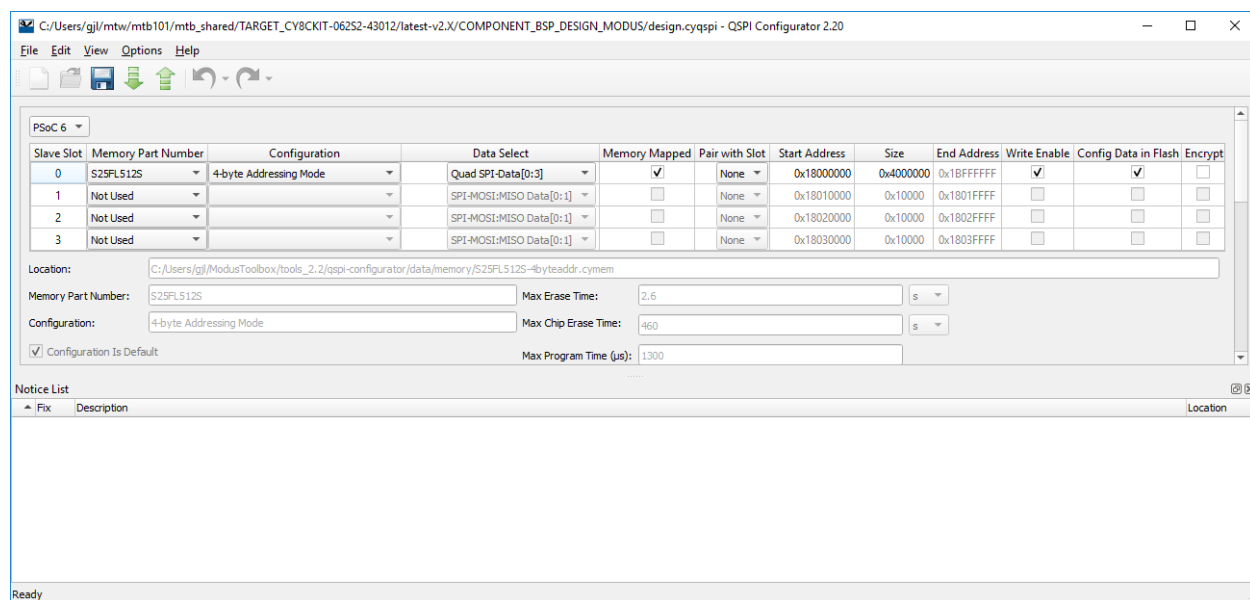 C:/Users/gjl/mtw/mtb101/mtb_shared/TARGET_CY8CKIT-062S2-43012/latest-v2.X/COMPONENT_BSP_DESIGN_MODUS/design.cyqspi - QSPI Configurator 2.20
File Edit View Options Help
PSoC 6
Slave Slot Memory Part Number Configuration Data Select Memory Mapped Pair with Slot Start Address Size End Address Write Enable Config Data in Flash Encrypt
0 S25FL512S 4-byte Addressing Mode Quad SPI-Data[0:3] None 0x18000000 0x4000000 0x1BFFFFFF
1 Not Used SPI-MOSI:MISO Data[0:1] None 0x18010000 0x10000 0x1801FFFF
2 Not Used SPI-MOSI:MISO Data[0:1] None 0x18020000 0x10000 0x1802FFFF
3 Not Used SPI-MOSI:MISO Data[0:1] None 0x18030000 0x10000 0x1803FFFF
Location: C:/Users/gjl/ModusToolbox/tools_2.2/qspi-configurator/data/memory/S25FL512S-4byteaddr.cymem
Memory Part Number: S25FL512S Max Erase Time: 2.6 s
Configuration: 4-byte Addressing Mode Max Chip Erase Time: 460 s
Configuration Is Default Max Program Time (µs): 1300
Notice List
Fix Description Location
Ready